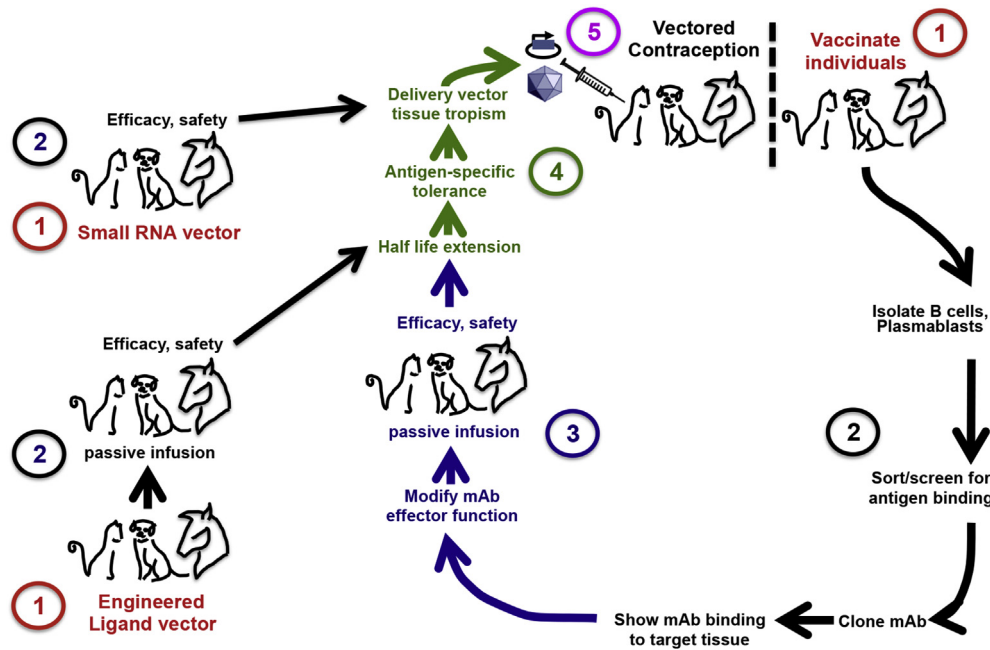 5
Vectored
Contraception
Vaccinate
individuals
1
Delivery vector
tissue tropism
Efficacy, safety
2
1
Small RNA vector
Antigen-specific
tolerance
4
Half life extension
Isolate B cells,
Plasmablasts
Efficacy, safety
passive infusion
3
Efficacy, safety
2
passive infusion
2
Sort/screen for
antigen binding
Modify mAb
effector function
1
Engineered
Ligand vector
Show mAb binding
to target tissue
Clone mAb